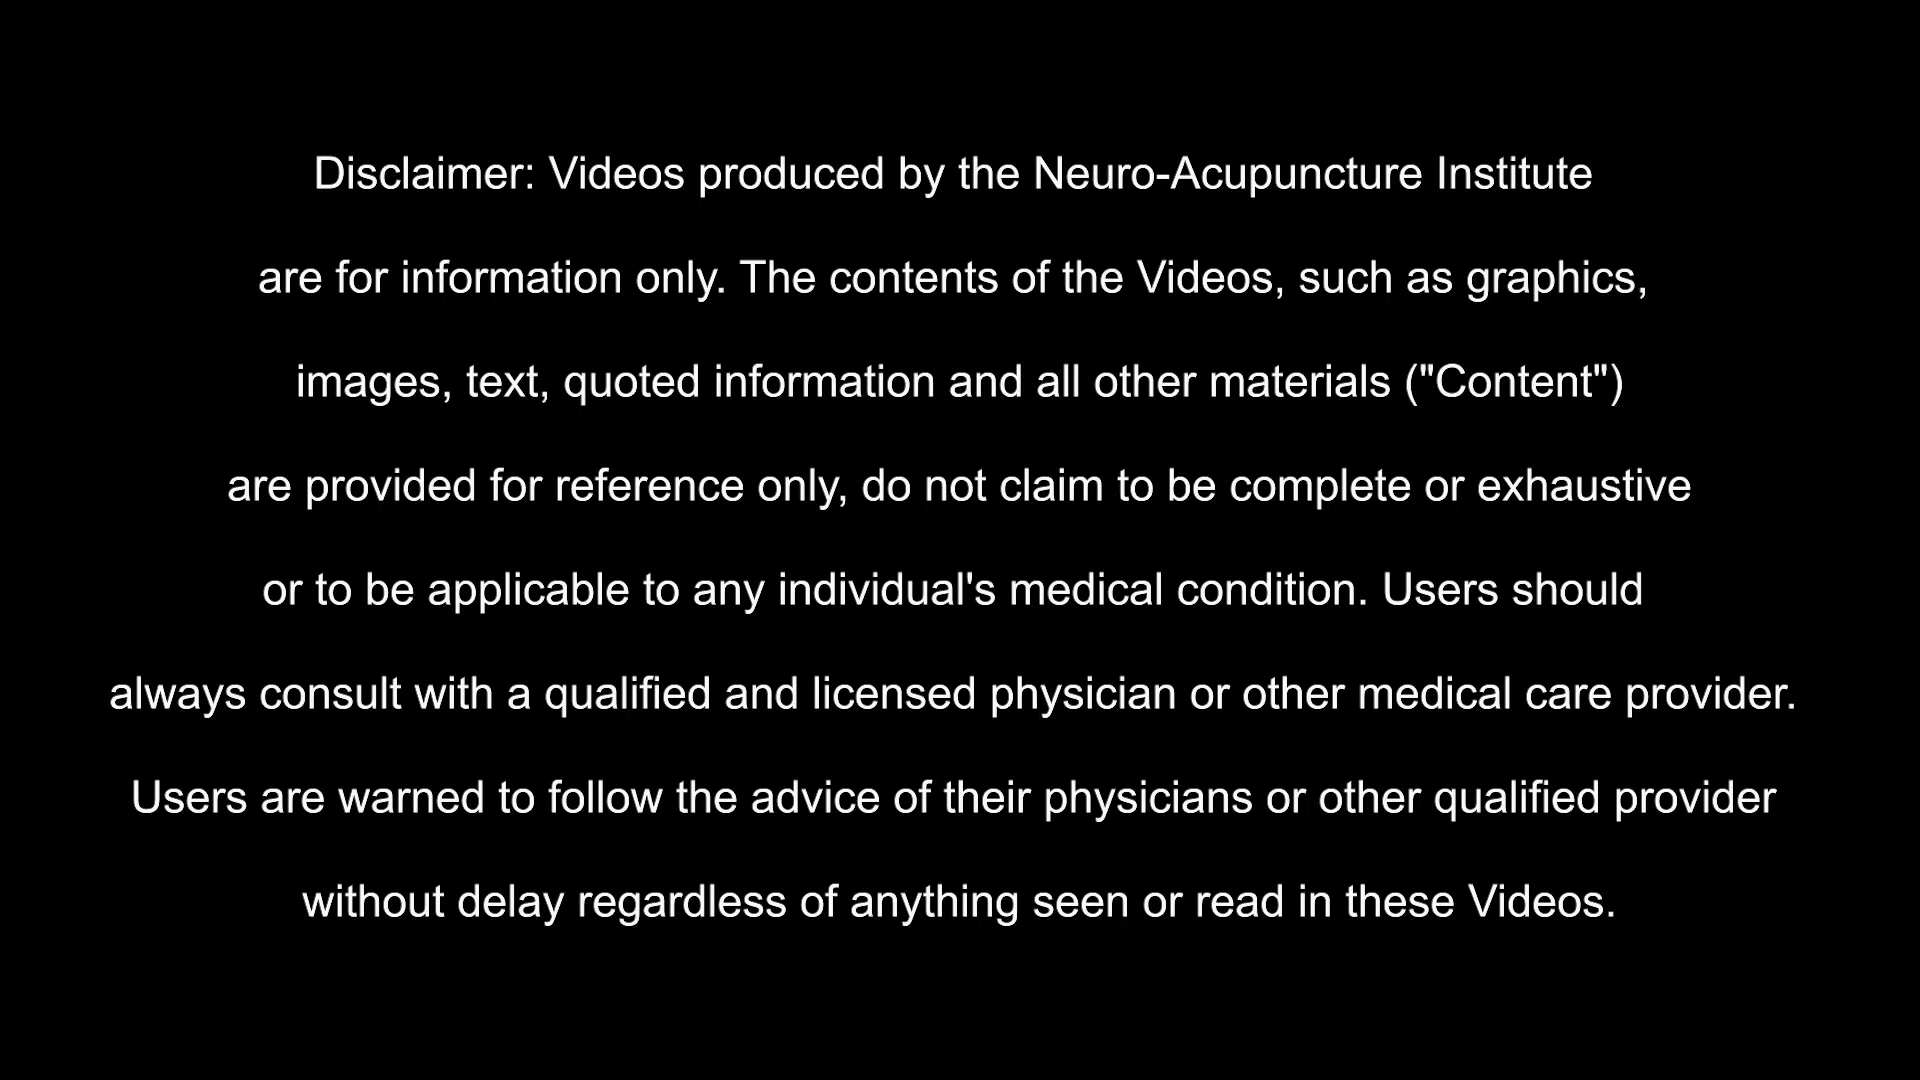 Disclaimer: Videos produced by the Neuro-Acupuncture Institute
are for information only. The contents of the Videos, such as graphics,
images, text, quoted information and all other materials ("Content")
are provided for reference only, do not claim to be complete or exhaustive
or to be applicable to any individual's medical condition. Users should
always consult with a qualified and licensed physician or other medical care provider.
Users are warned to follow the advice of their physicians or other qualified provider
without delay regardless of anything seen or read in these Videos.